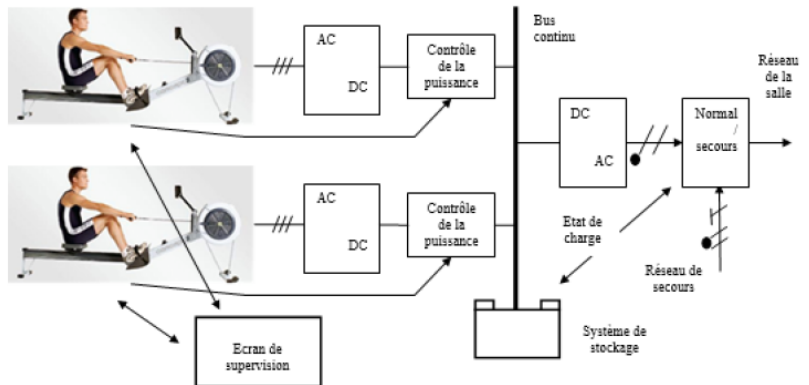 AC
DC
Contrôle
de la
puissance
Bus
continu
DC
AC
Normal
/
secours
Réseau
de la
salle
AC
DC
Contrôle
de la
puissance
Etat de
charge
Réseau de
secours
Ecran de
supervision
Système de
stockage